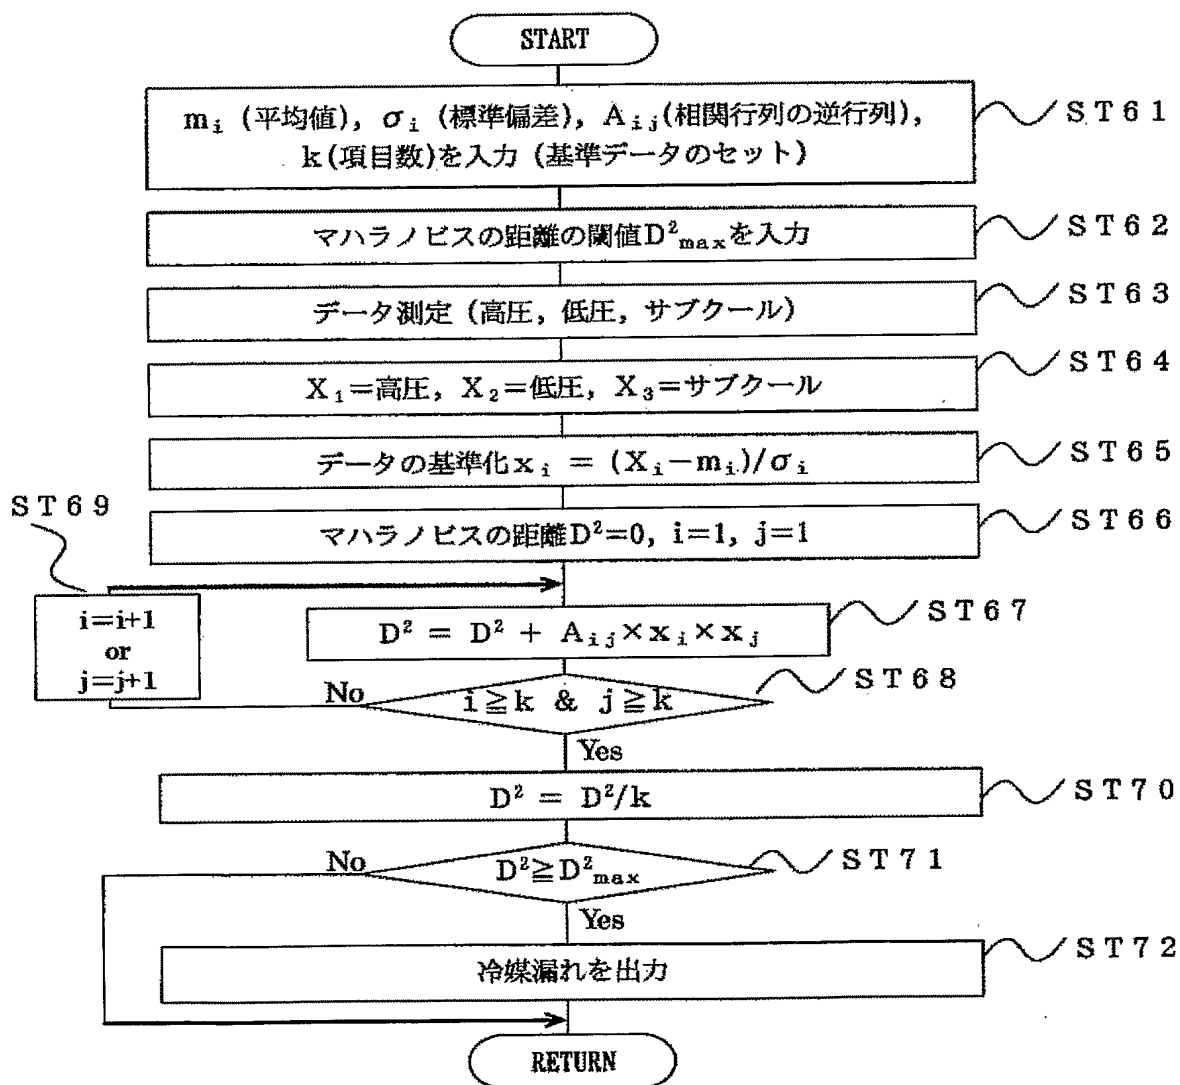 START
mᵢ (平均値), σᵢ (標準偏差), Aᵢⱼ(相関行列の逆行列),
k(項目数)を入力 (基準データのセット)
ST61
マハラノビスの距離の閾値D²maxを入力
ST62
データ測定 (高圧, 低圧, サブクール)
ST63
X₁=高圧, X₂=低圧, X₃=サブクール
ST64
データの基準化xᵢ = (Xᵢ-mᵢ)/σᵢ
ST65
ST69
マハラノビスの距離D²=0, i=1, j=1
ST66
i=i+1
or
j=j+1
D² = D² + Aᵢⱼ×xᵢ×xⱼ
ST67
No
i≧k & j≧k
ST68
Yes
D² = D²/k
ST70
No
D²≧D²max
ST71
Yes
冷媒漏れを出力
ST72
RETURN